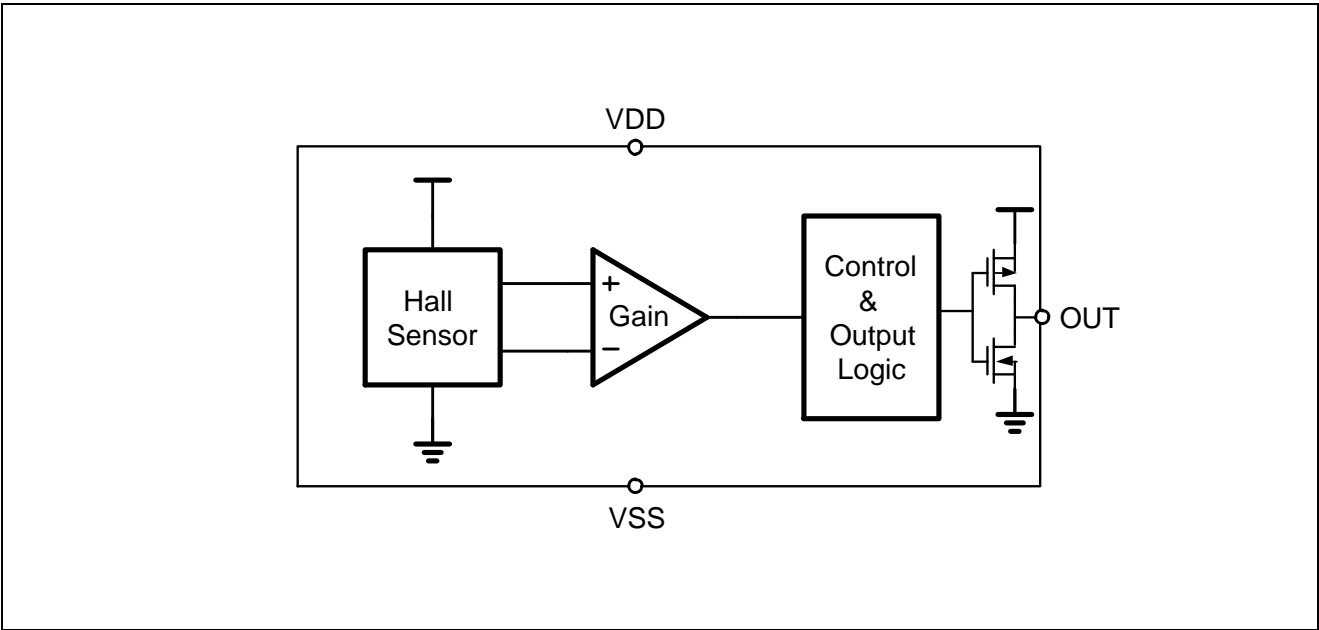 VDD
Hall
Sensor
+
Gain
−
Control
&
Output
Logic
OUT
VSS